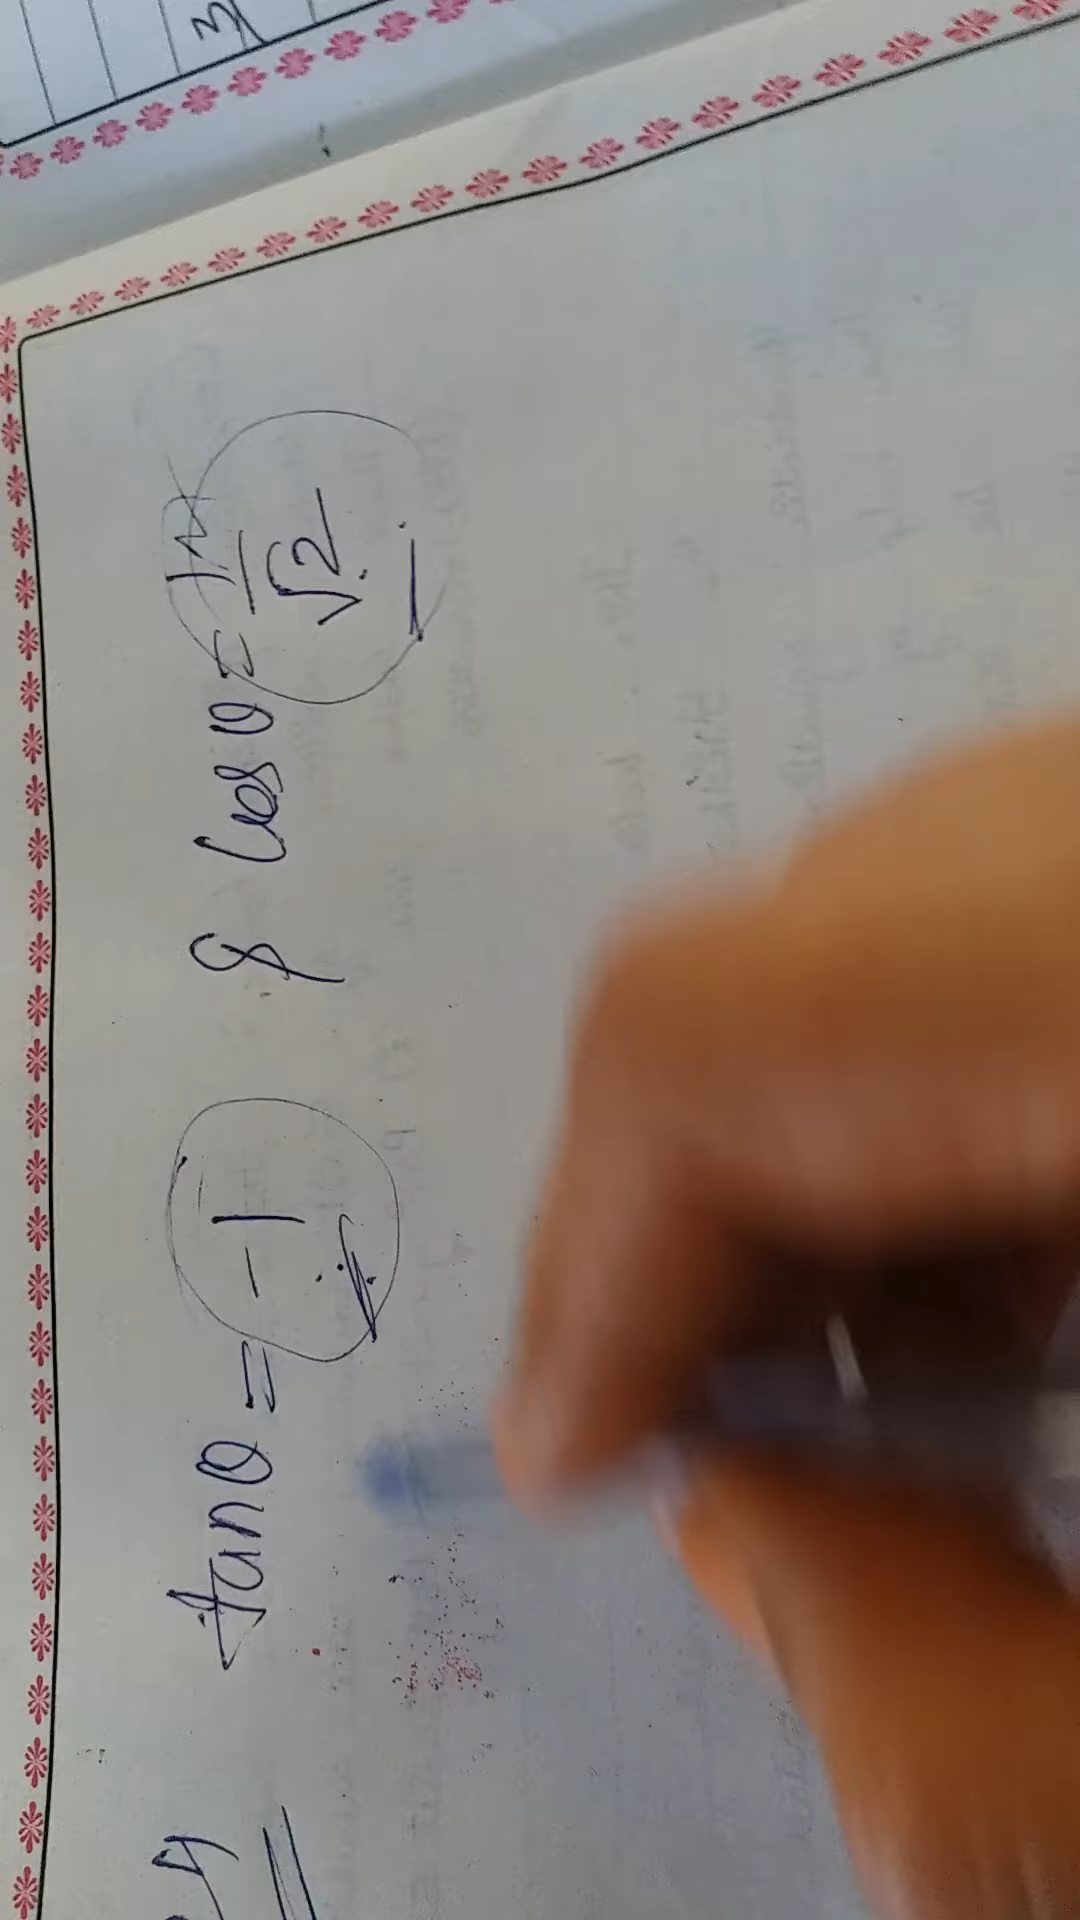 tanθ = -1 & cosθ = 1/√2